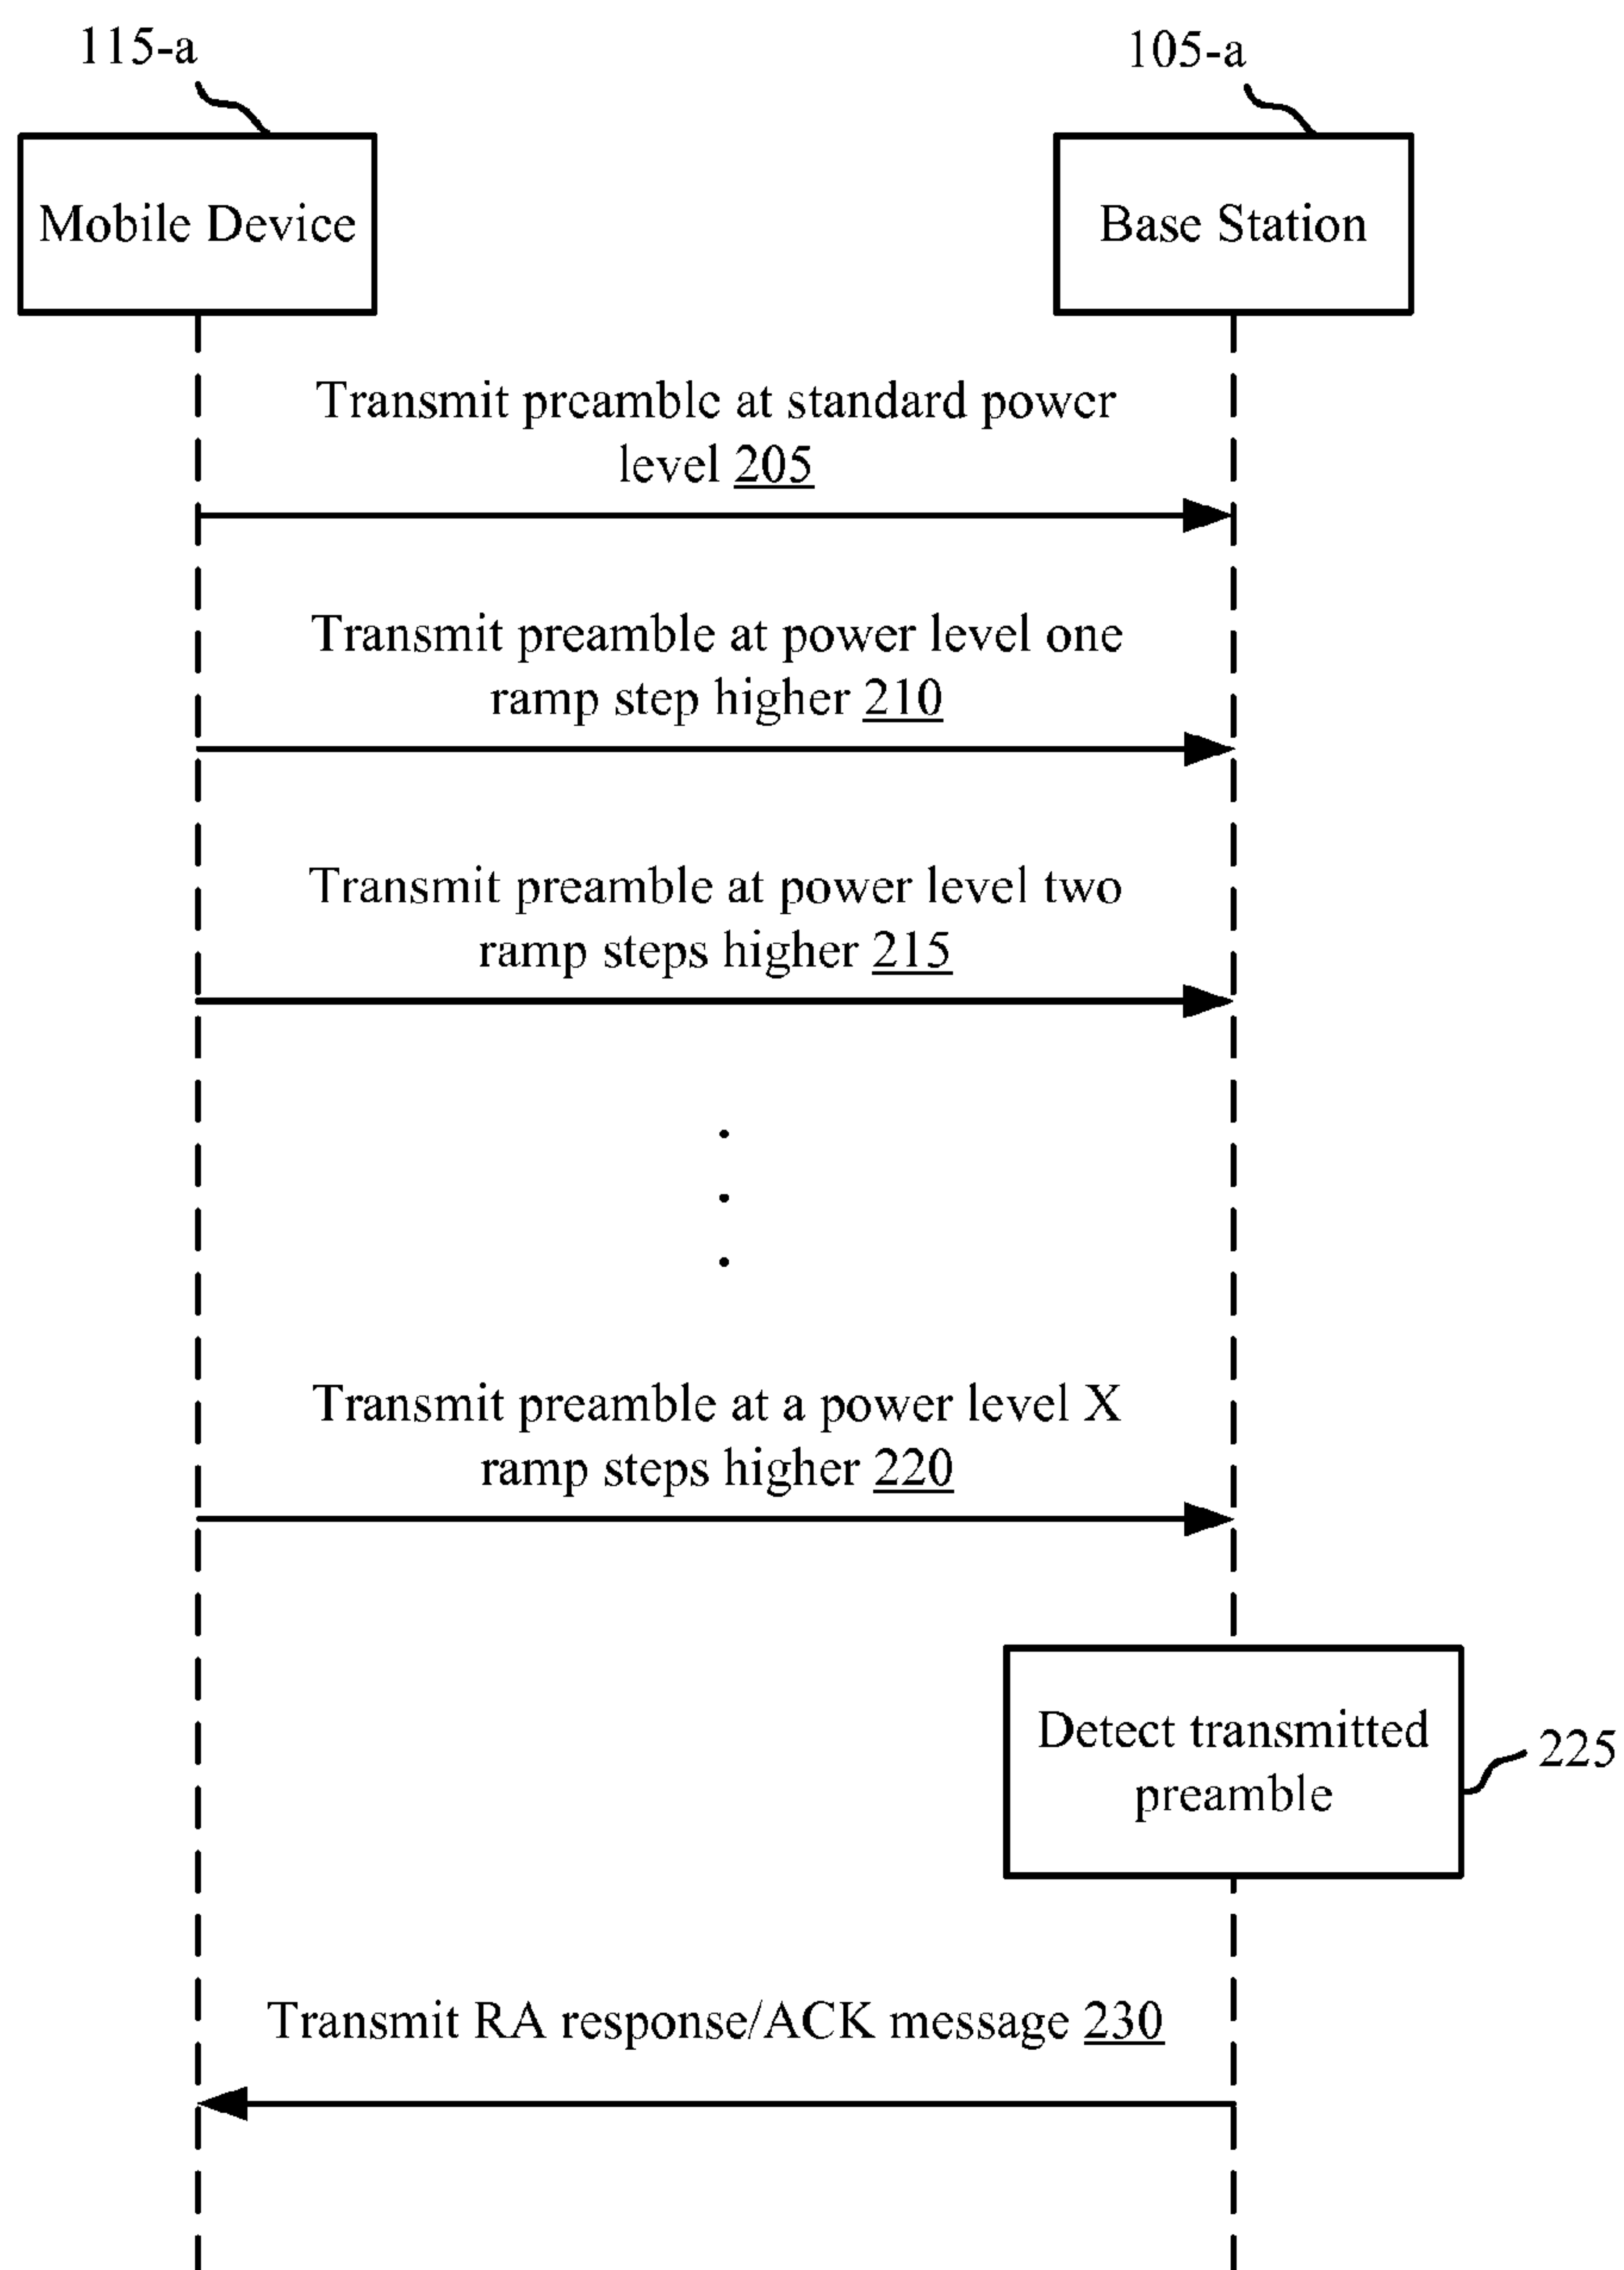 115-a
105-a
Mobile Device
Base Station
Transmit preamble at standard power
level 205
Transmit preamble at power level one
ramp step higher 210
Transmit preamble at power level two
ramp steps higher 215
Transmit preamble at a power level X
ramp steps higher 220
Detect transmitted
preamble
225
Transmit RA response/ACK message 230